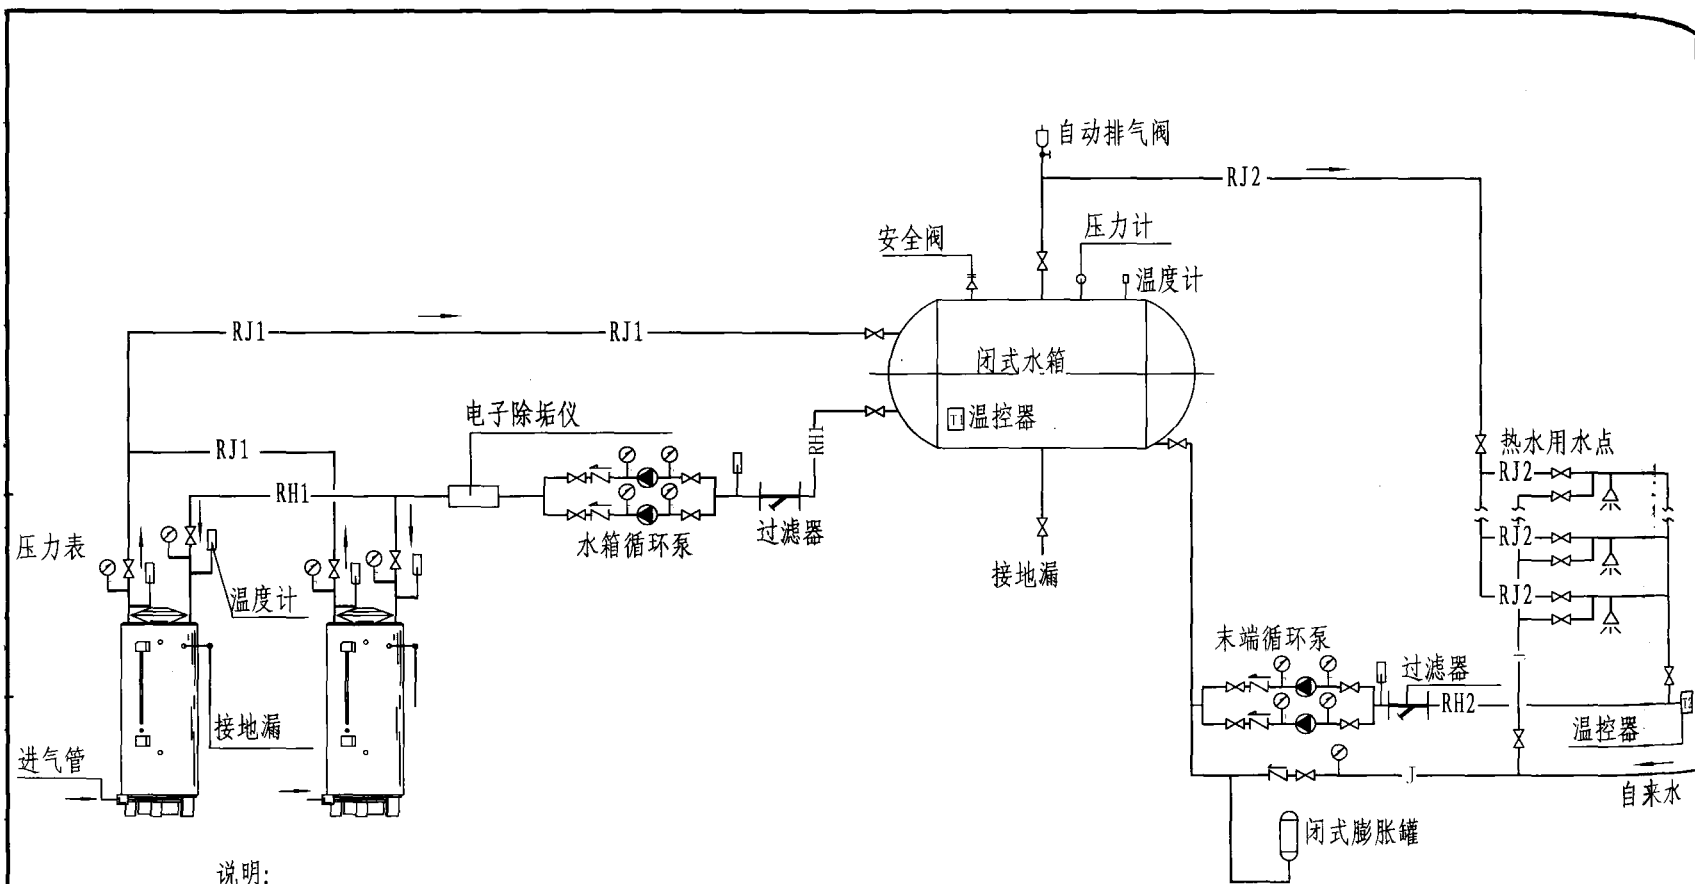 自动排气阀
RJ2
安全阀
压力计
温度计
RJ1
RJ1
闭式水箱
T1
温控器
电子除垢仪
RH1
RJ1
RH1
热水用水点
RJ2
过滤器
水箱循环泵
压力表
接地漏
RJ2
温度计
RJ2
末端循环泵
过滤器
RH2
温控器
接地漏
进气管
J
自来水
闭式膨胀罐
说明: